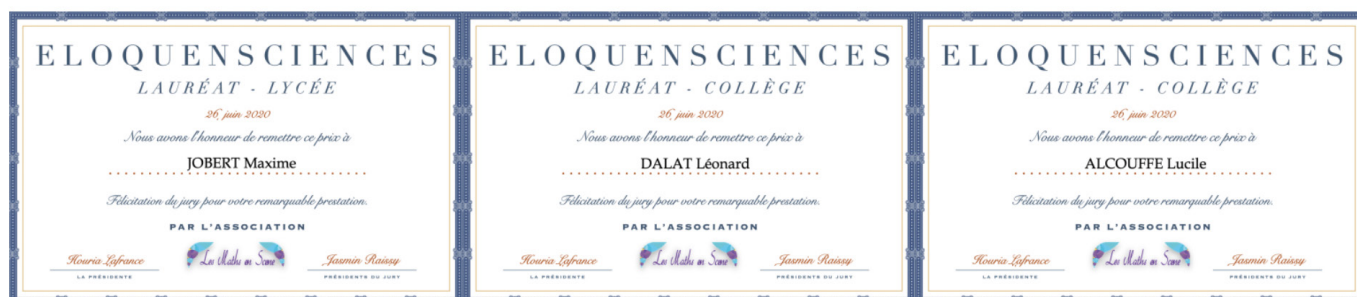 ELOQUENSCIENCES
LAURÉAT - LYCÉE
26 juin 2020
Nous avons l'honneur de remettre ce prix à
JOBERT Maxime
Félicitation du jury pour votre remarquable prestation.
PAR L'ASSOCIATION
Houria Lafrance
LA PRÉSIDENTE
Les Maths en Scène
Jasmin Raissy
PRÉSIDENTE DU JURY
ELOQUENSCIENCES
LAURÉAT - COLLÈGE
26 juin 2020
Nous avons l'honneur de remettre ce prix à
DALAT Léonard
Félicitation du jury pour votre remarquable prestation.
PAR L'ASSOCIATION
Houria Lafrance
LA PRÉSIDENTE
Les Maths en Scène
Jasmin Raissy
PRÉSIDENTE DU JURY
ELOQUENSCIENCES
LAURÉAT - COLLÈGE
26 juin 2020
Nous avons l'honneur de remettre ce prix à
ALCOUFFE Lucile
Félicitation du jury pour votre remarquable prestation.
PAR L'ASSOCIATION
Houria Lafrance
LA PRÉSIDENTE
Les Maths en Scène
Jasmin Raissy
PRÉSIDENTE DU JURY